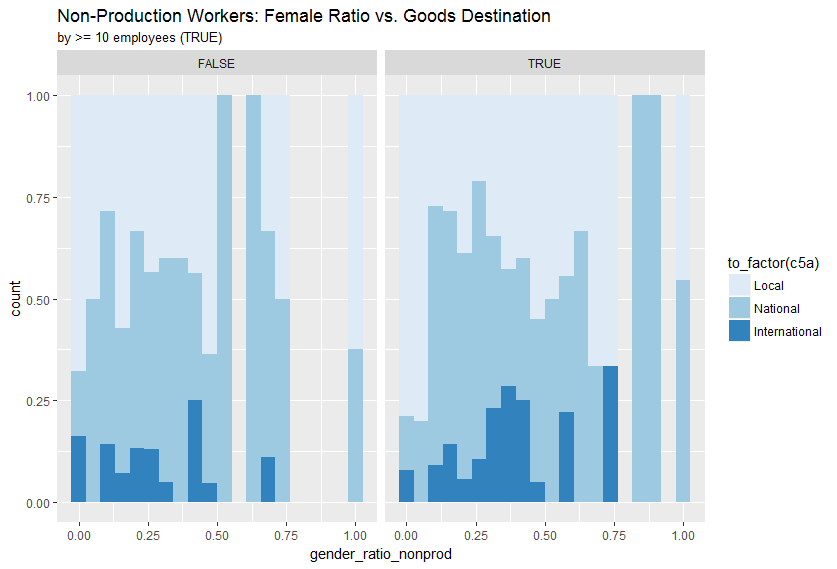 Non-Production Workers: Female Ratio vs. Goods Destination
by >= 10 employees (TRUE)
FALSE
TRUE
1.00
0.75
0.50
0.25
0.00
count
0.00 0.25 0.50 0.75 1.00
0.00 0.25 0.50 0.75 1.00
gender_ratio_nonprod
to_factor(c5a)
Local
National
International